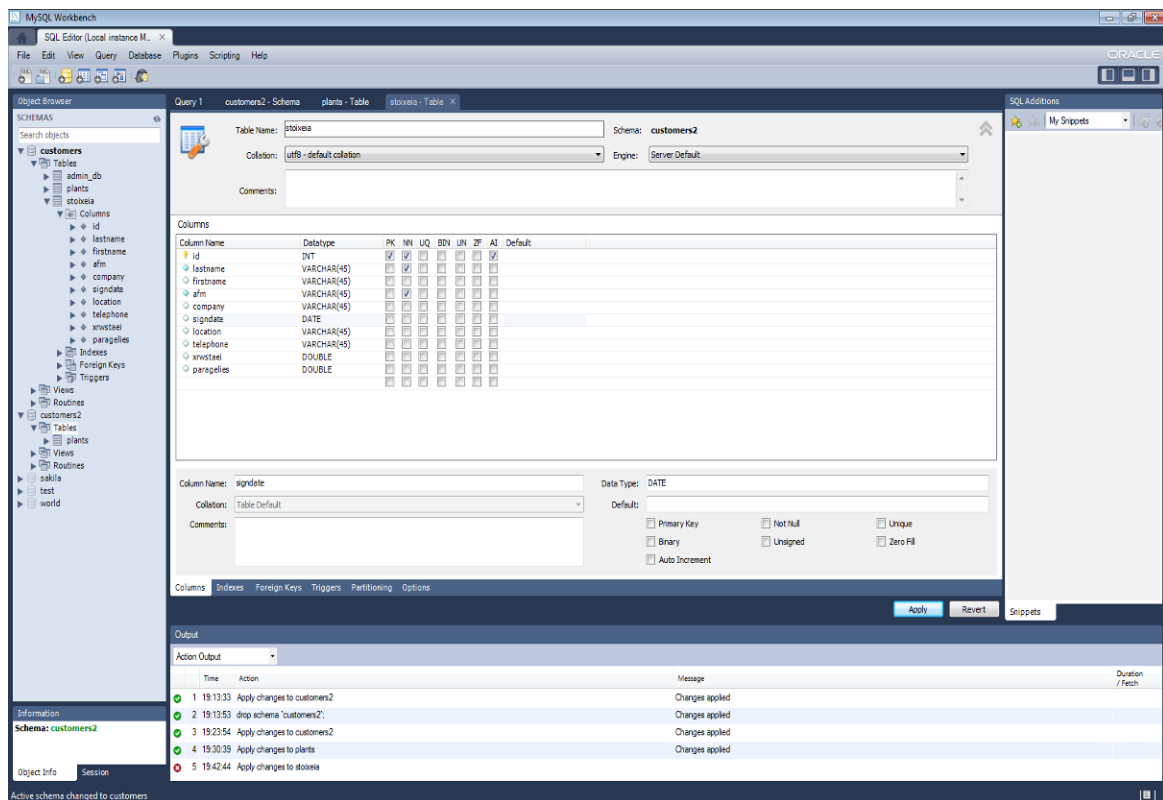 MySQL Workbench
SQL Editor (Local instance M... ×
File Edit View Query Database Plugins Scripting Help
ORACLE
Object Browser
SCHEMAS
Search objects
customers
Tables
admin_db
plants
stoixeia
Columns
id
lastname
firstname
afm
company
signdate
location
telephone
xrwstaei
paragelies
Indexes
Foreign Keys
Triggers
Views
Routines
customers2
Tables
plants
Views
Routines
sakila
test
world
Information
Schema: customers2
Object Info Session
Query 1 customers2 - Schema plants - Table stoixeia - Table ×
Table Name: stoixeia Schema: customers2
Collation: utf8 - default collation Engine: Server Default
Comments:
Columns
Column Name Datatype PK NN UQ BIN UN ZF AI Default
id INT
lastname VARCHAR(45)
firstname VARCHAR(45)
afm VARCHAR(45)
company VARCHAR(45)
signdate DATE
location VARCHAR(45)
telephone VARCHAR(45)
xrwstaei DOUBLE
paragelies DOUBLE
Column Name: signdate Data Type: DATE
Collation: Table Default Default:
Comments: Primary Key Not Null Unique
Binary Unsigned Zero Fill
Auto Increment
Columns Indexes Foreign Keys Triggers Partitioning Options
Apply Revert
SQL Additions
My Snippets
Snippets
Output
Action Output
Time Action Message Duration / Fetch
1 19:13:33 Apply changes to customers2 Changes applied
2 19:13:53 drop schema `customers2`; Changes applied
3 19:23:54 Apply changes to customers2 Changes applied
4 19:30:39 Apply changes to plants Changes applied
5 19:42:44 Apply changes to stoixeia
Active schema changed to customers